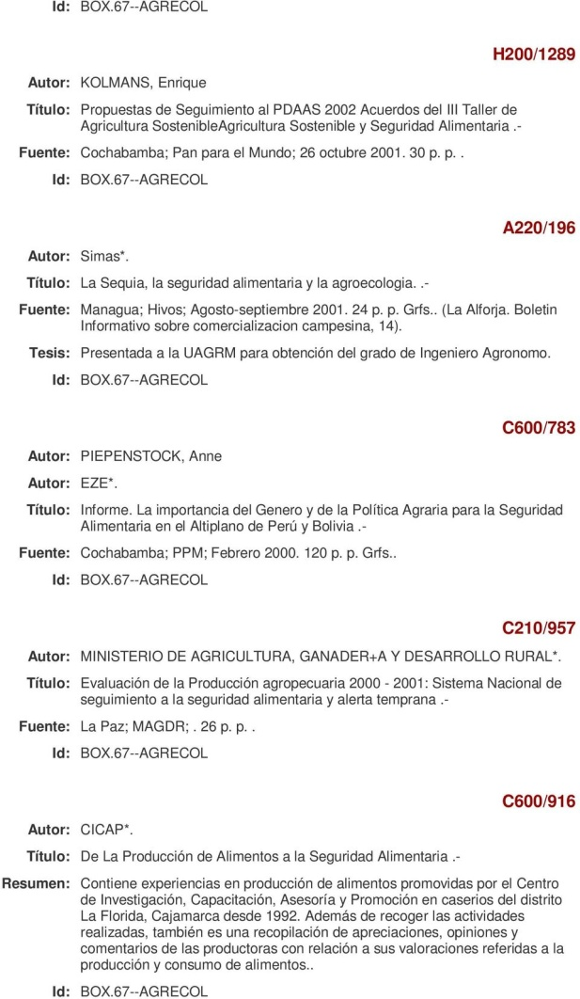 Id: BOX.67--AGRECOL
H200/1289
Autor: KOLMANS, Enrique
Título: Propuestas de Seguimiento al PDAAS 2002 Acuerdos del III Taller de
Agricultura SostenibleAgricultura Sostenible y Seguridad Alimentaria .-
Fuente: Cochabamba; Pan para el Mundo; 26 octubre 2001. 30 p. p. .
Id: BOX.67--AGRECOL
A220/196
Autor: Simas*.
Título: La Sequia, la seguridad alimentaria y la agroecologia. .-
Fuente: Managua; Hivos; Agosto-septiembre 2001. 24 p. p. Grfs.. (La Alforja. Boletin
Informativo sobre comercializacion campesina, 14).
Tesis: Presentada a la UAGRM para obtención del grado de Ingeniero Agronomo.
Id: BOX.67--AGRECOL
C600/783
Autor: PIEPENSTOCK, Anne
Autor: EZE*.
Título: Informe. La importancia del Genero y de la Política Agraria para la Seguridad
Alimentaria en el Altiplano de Perú y Bolivia .-
Fuente: Cochabamba; PPM; Febrero 2000. 120 p. p. Grfs..
Id: BOX.67--AGRECOL
C210/957
Autor: MINISTERIO DE AGRICULTURA, GANADER+A Y DESARROLLO RURAL*.
Título: Evaluación de la Producción agropecuaria 2000 - 2001: Sistema Nacional de
seguimiento a la seguridad alimentaria y alerta temprana .-
Fuente: La Paz; MAGDR; . 26 p. p. .
Id: BOX.67--AGRECOL
C600/916
Autor: CICAP*.
Título: De La Producción de Alimentos a la Seguridad Alimentaria .-
Resumen: Contiene experiencias en producción de alimentos promovidas por el Centro
de Investigación, Capacitación, Asesoría y Promoción en caserios del distrito
La Florida, Cajamarca desde 1992. Además de recoger las actividades
realizadas, también es una recopilación de apreciaciones, opiniones y
comentarios de las productoras con relación a sus valoraciones referidas a la
producción y consumo de alimentos..
Id: BOX.67--AGRECOL